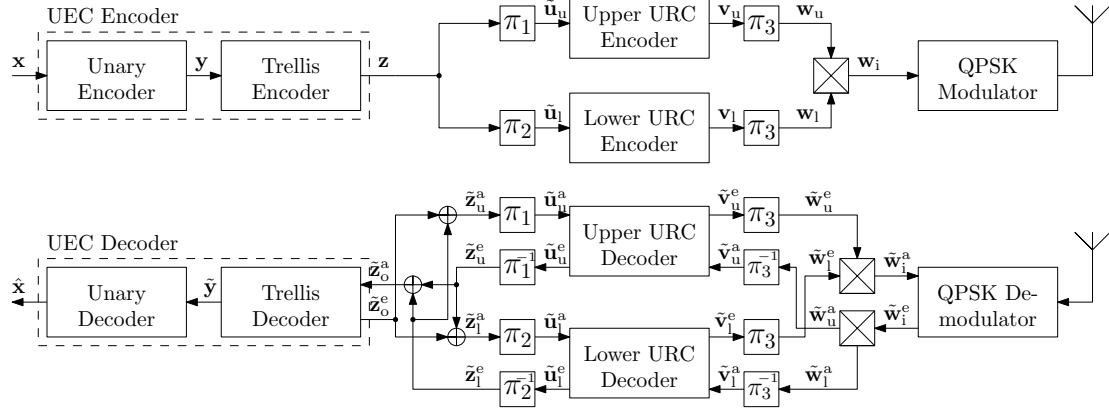 UEC Encoder
x
Unary
Encoder
y
Trellis
Encoder
z
π₁
ũᵤ
Upper URC
Encoder
vᵤ
π₃
wᵤ
π₂
ũₗ
Lower URC
Encoder
vₗ
π₃
wₗ
wᵢ
QPSK
Modulator
UEC Decoder
x̂
Unary
Decoder
ỹ
Trellis
Decoder
z̃ₒᵃ
z̃ₒᵉ
z̃ᵤᵃ
π₁
ũᵤᵃ
Upper URC
Decoder
ṽᵤᵉ
π₃
w̃ᵤᵉ
z̃ᵤᵉ
π₁⁻¹
ũᵤᵉ
ṽᵤᵃ
π₃⁻¹
w̃ₗᵉ
w̃ᵢᵃ
QPSK De-
modulator
w̃ᵤᵃ
w̃ᵢᵉ
z̃ₗᵃ
π₂
ũₗᵃ
Lower URC
Decoder
ṽₗᵉ
π₃
z̃ₗᵉ
π₂⁻¹
ũₗᵉ
ṽₗᵃ
π₃⁻¹
w̃ₗᵃ